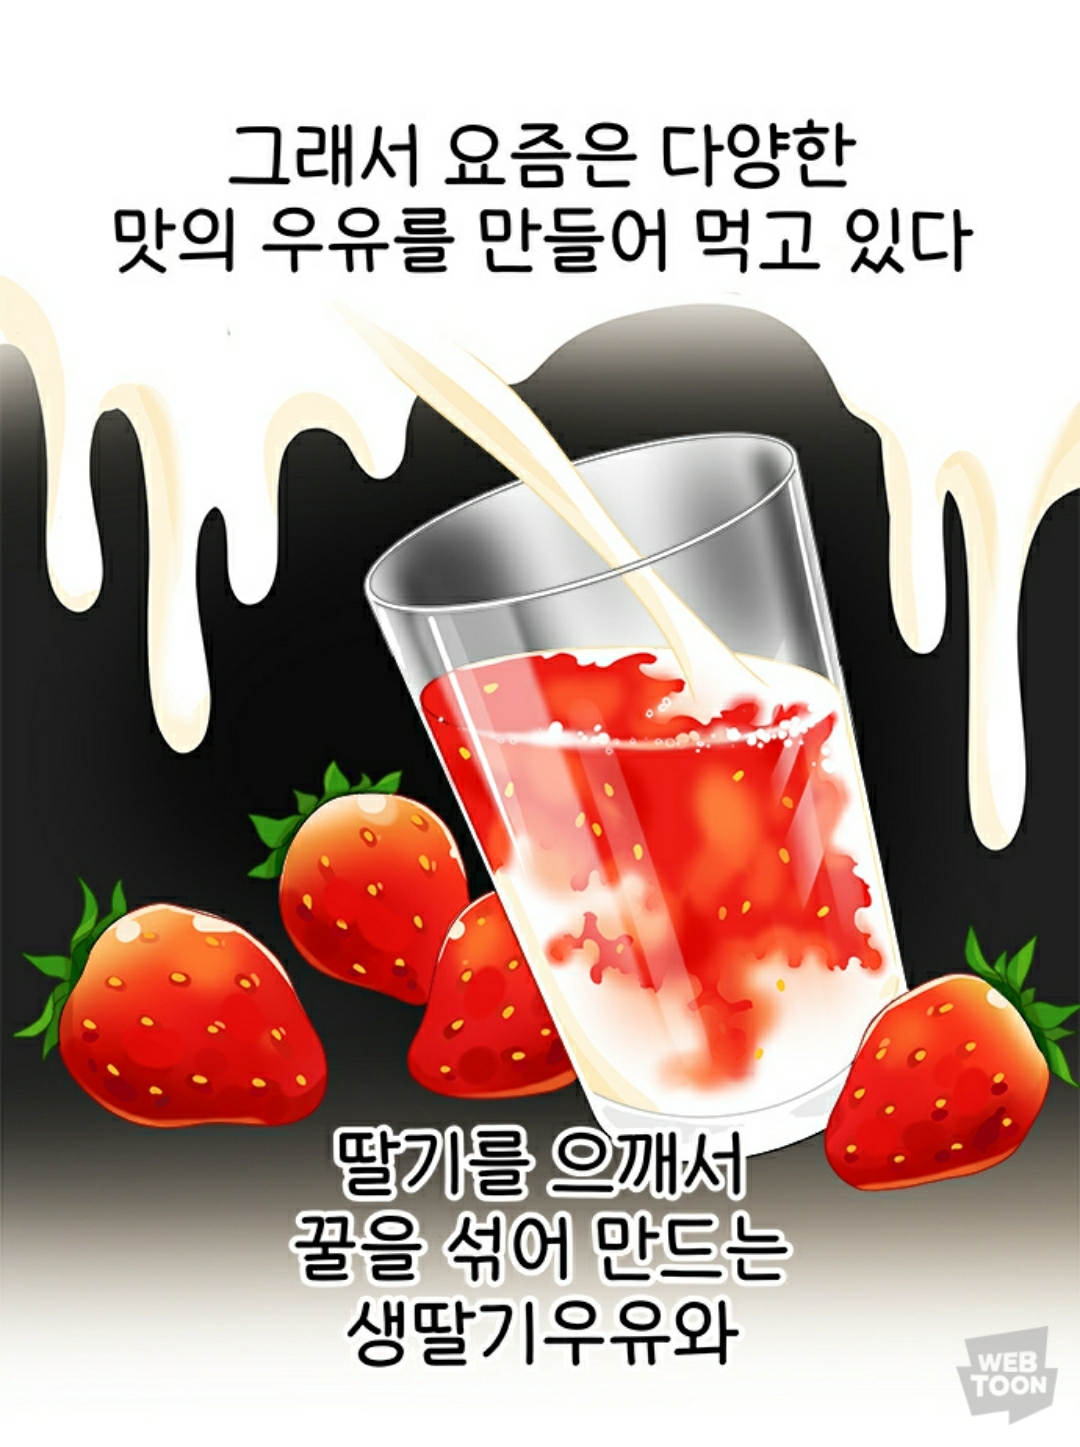 그래서 요즘은 다양한
맛의 우유를 만들어 먹고 있다
딸기를 으깨서
꿀을 섞어 만드는
생딸기우유와
WEB
TOON